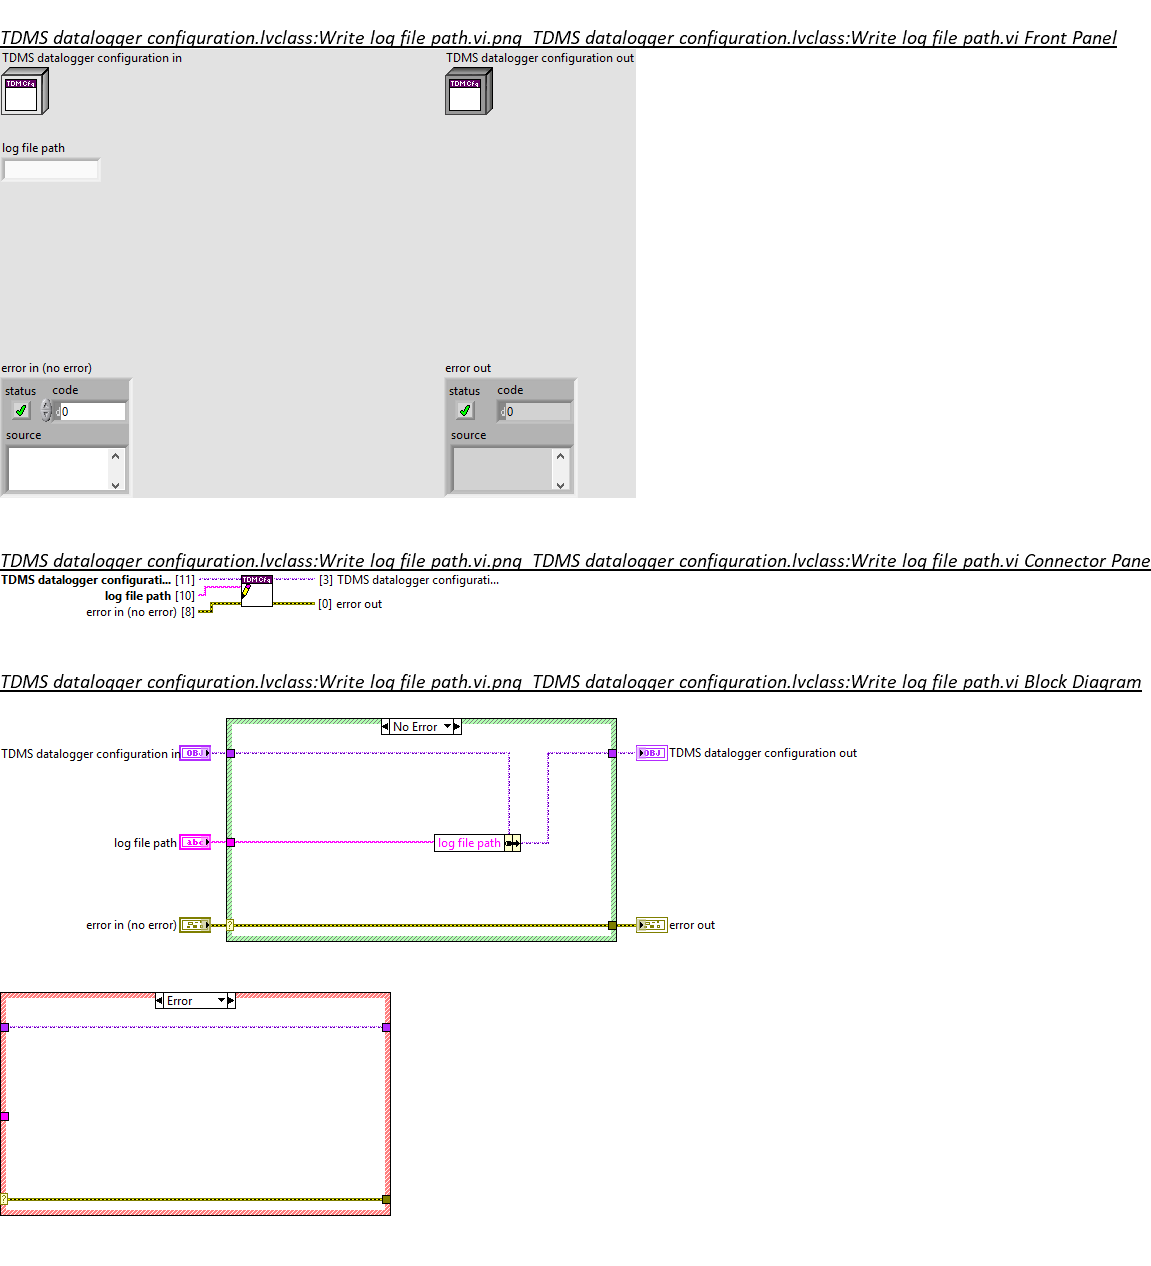 TDMS datalogger configuration.lvclass:Write log file path.vi.png  TDMS datalogger configuration.lvclass:Write log file path.vi Front Panel
TDMS datalogger configuration in
TDMS datalogger configuration out
TDM Cfg
TDM Cfg
log file path
error in (no error)
error out
status
code
status
code
d
0
d
0
source
source
TDMS datalogger configuration.lvclass:Write log file path.vi.png  TDMS datalogger configuration.lvclass:Write log file path.vi Connector Pane
TDMS datalogger configurati... [11]
TDM Cfg
[3] TDMS datalogger configurati...
log file path [10]
[0] error out
error in (no error) [8]
TDMS datalogger configuration.lvclass:Write log file path.vi.png  TDMS datalogger configuration.lvclass:Write log file path.vi Block Diagram
No Error
TDMS datalogger configuration in
OBJ
OBJ
TDMS datalogger configuration out
log file path
abc
log file path
error in (no error)
?
error out
Error
?